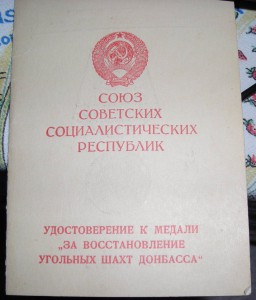 СОЮЗ
СОВЕТСКИХ
СОЦИАЛИСТИЧЕСКИХ
РЕСПУБЛИК
УДОСТОВЕРЕНИЕ К МЕДАЛИ
„ЗА ВОССТАНОВЛЕНИЕ
УГОЛЬНЫХ ШАХТ ДОНБАССА“